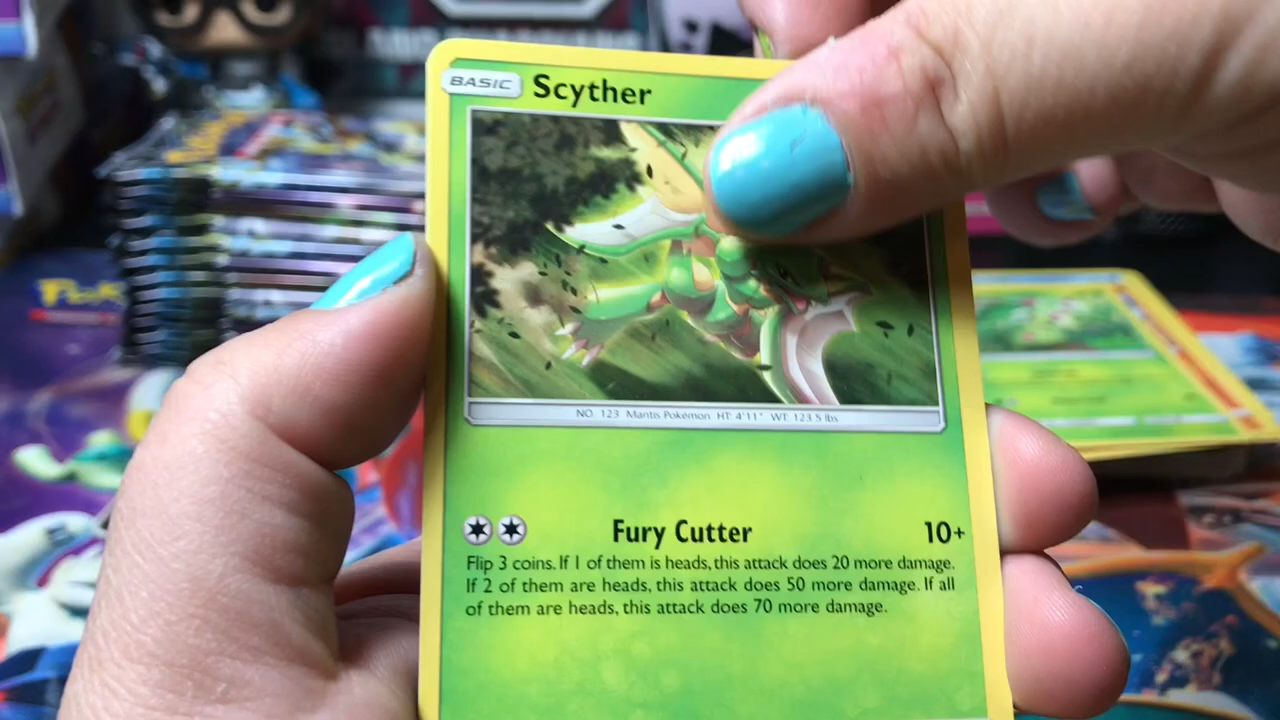 BASIC Scyther
NO. 123 Mantis Pokémon HT: 4'11" WT: 123.5 lbs.
Fury Cutter 10+
Flip 3 coins. If 1 of them is heads, this attack does 20 more damage.
If 2 of them are heads, this attack does 50 more damage. If all
of them are heads, this attack does 70 more damage.